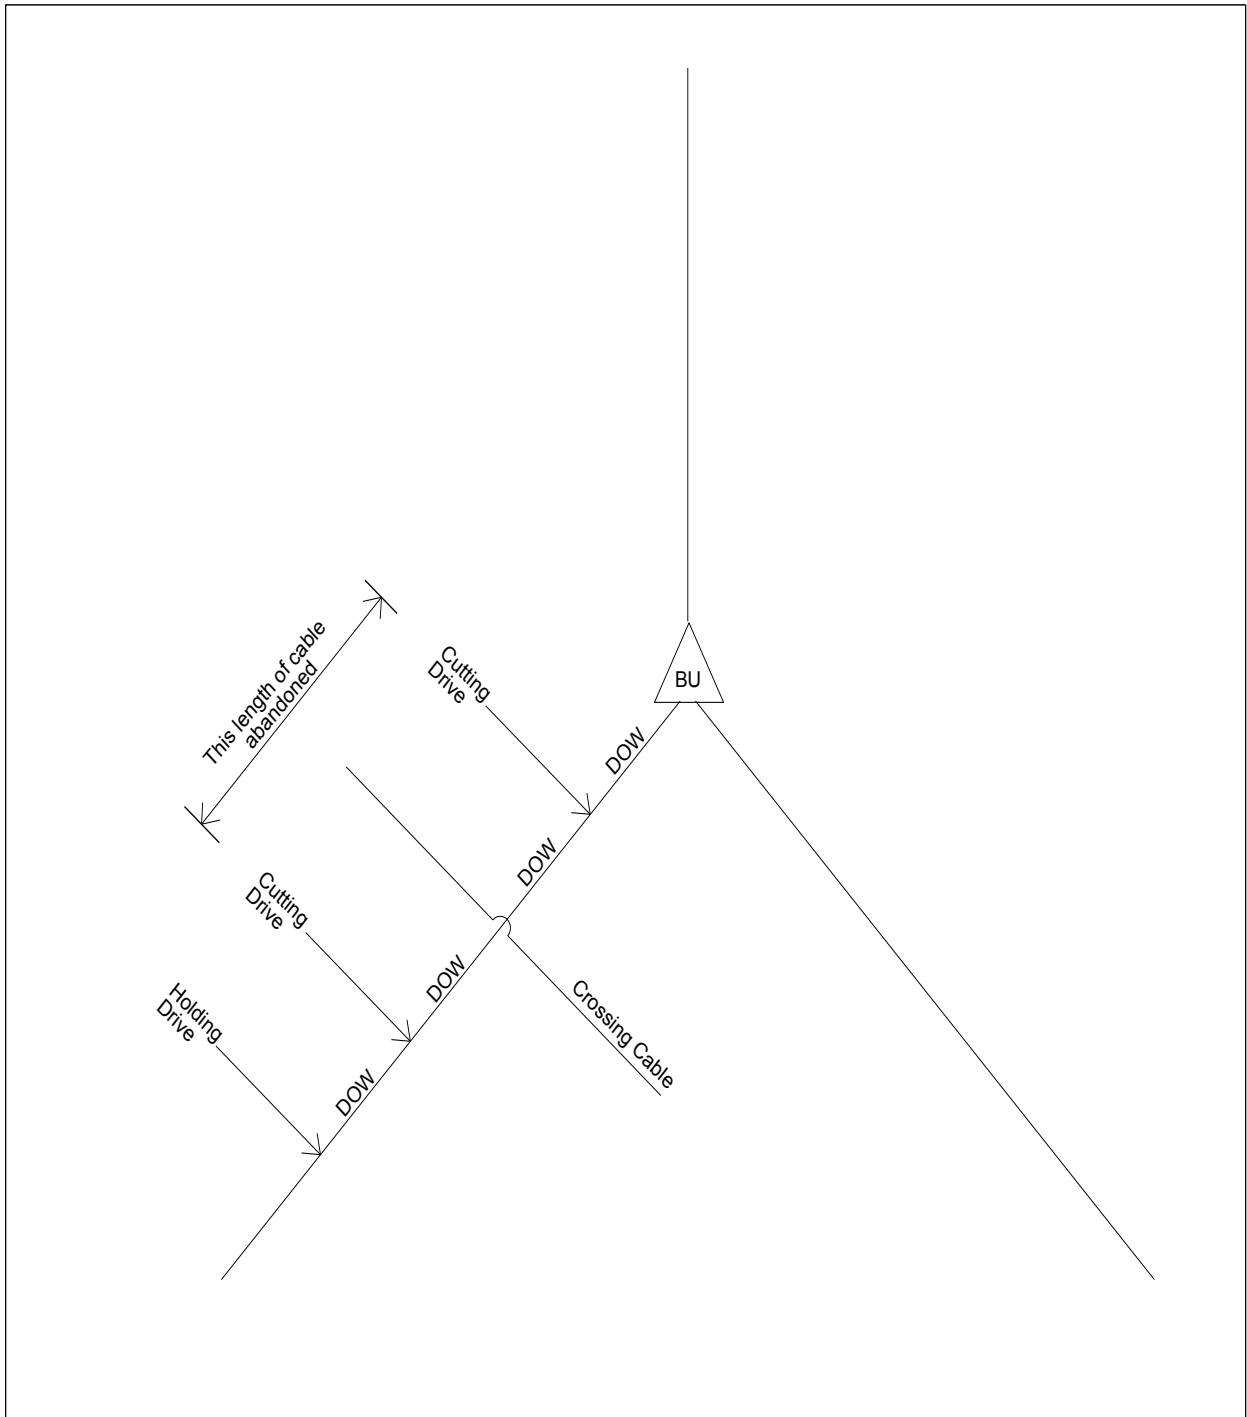 This length of cable
abandoned
Cutting
Drive
BU
DOW
DOW
Cutting
Drive
DOW
Holding
Drive
Crossing Cable
DOW